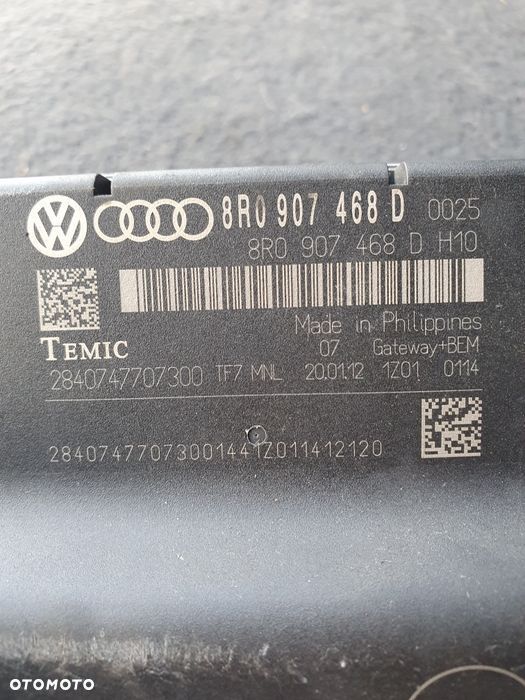 8R0 907 468 D 0025
8R0 907 468 D H10
Made in Philippines
TEMIC
07 Gateway+BEM
2840747707300 TF7 MNL 20.01.12 1Z01 0114
28407477073001441Z011412120
OTOMOTO